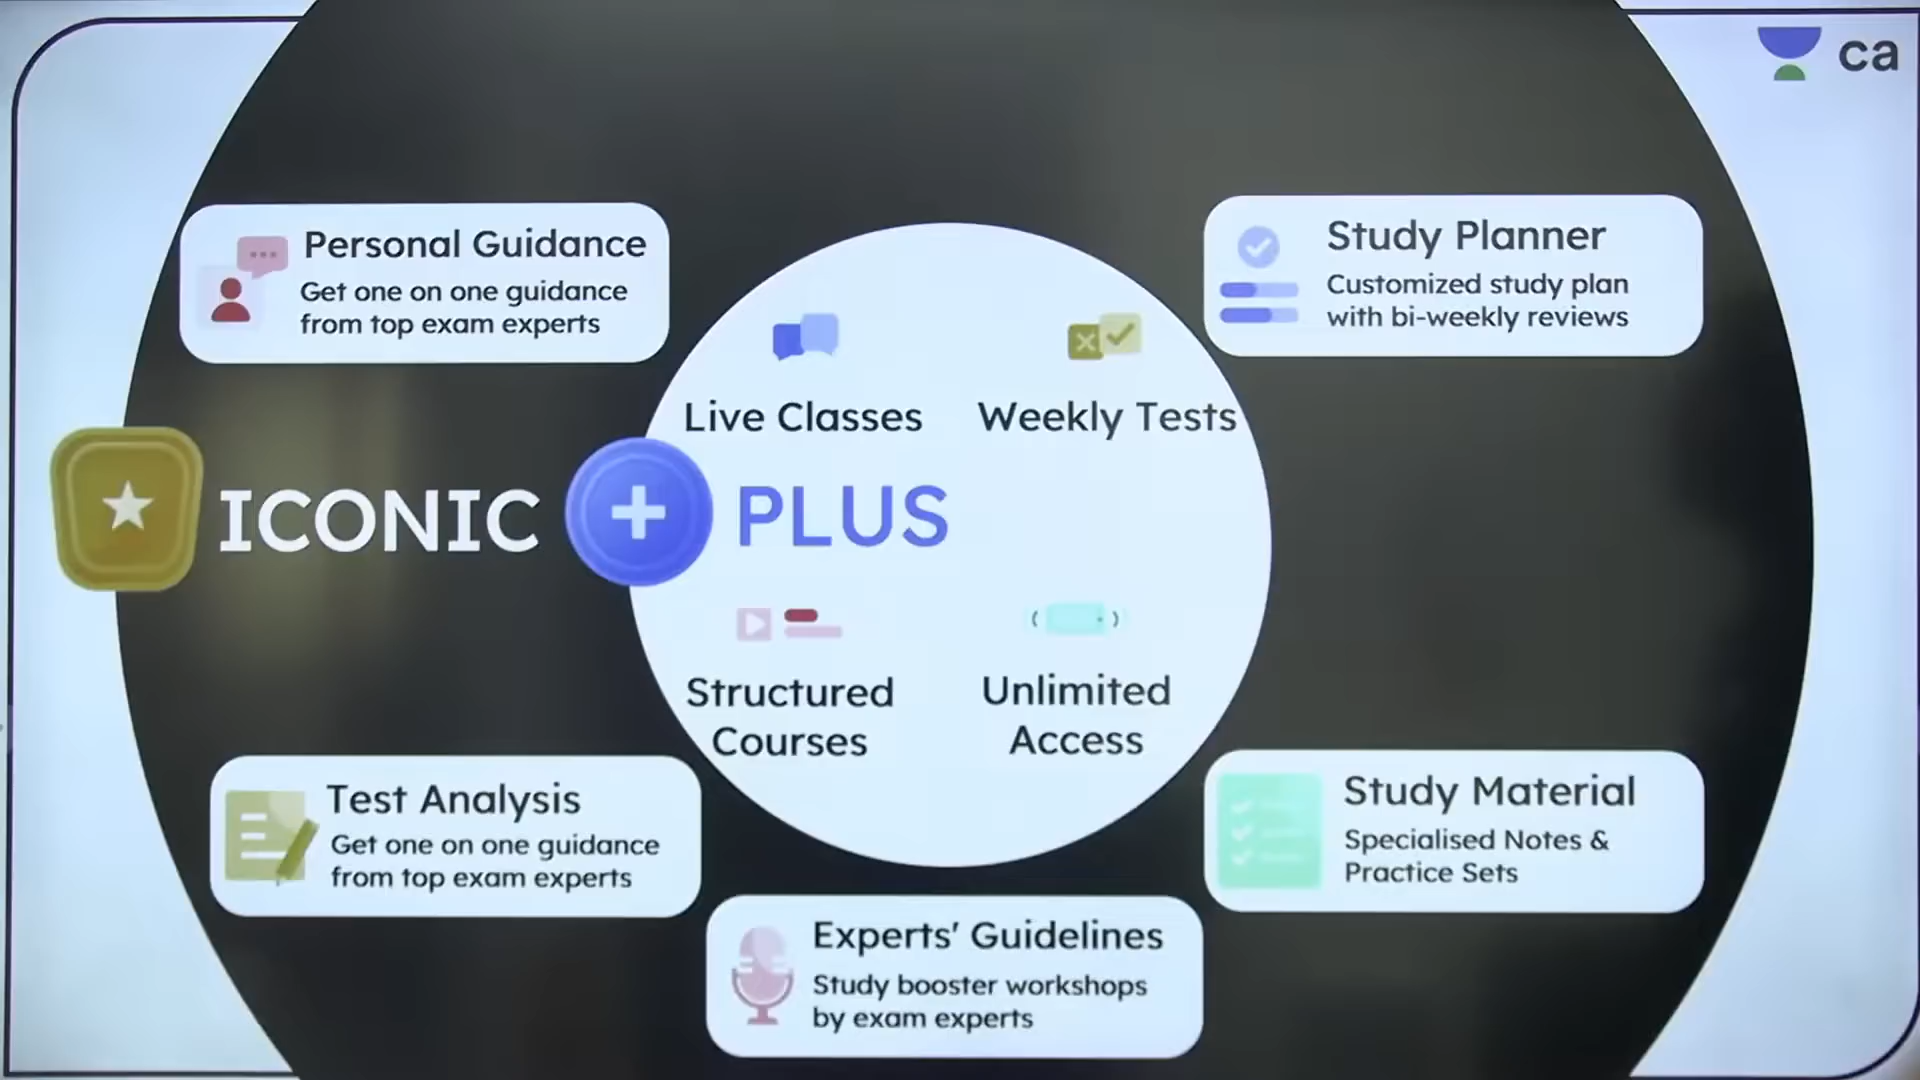 ca
Personal Guidance
Get one on one guidance
from top exam experts
Study Planner
Customized study plan
with bi-weekly reviews
Live Classes
Weekly Tests
ICONIC
PLUS
Structured
Courses
Unlimited
Access
Test Analysis
Get one on one guidance
from top exam experts
Study Material
Specialised Notes &
Practice Sets
Experts' Guidelines
Study booster workshops
by exam experts